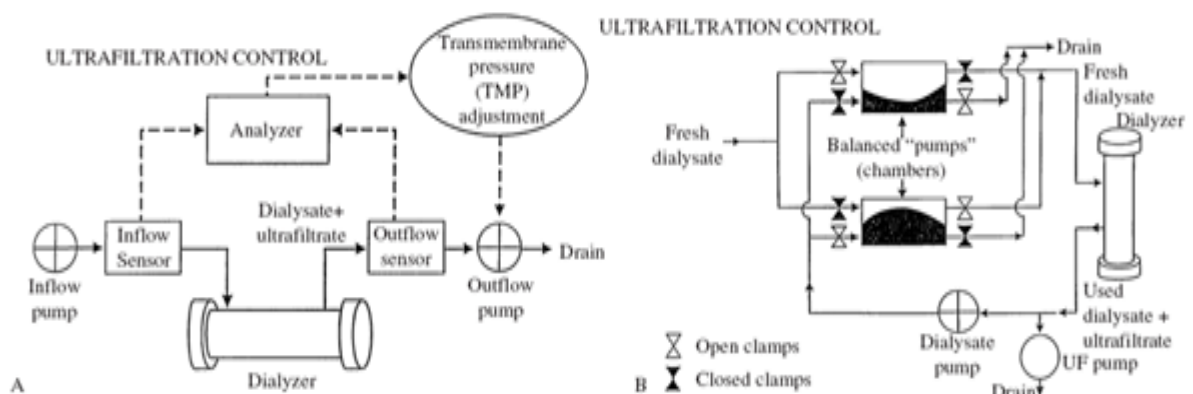 ULTRAFILTRATION CONTROL
Transmembrane
pressure
(TMP)
adjustment
Analyzer
Dialysate+
ultrafiltrate
Inflow
Sensor
Outflow
sensor
Drain
Inflow
pump
Outflow
pump
Dialyzer
A
ULTRAFILTRATION CONTROL
Drain
Fresh
dialysate
Dialyzer
Fresh
dialysate
Balanced "pumps"
(chambers)
Used
dialysate +
ultrafiltrate
Dialysate
pump
UF pump
Drain
Open clamps
Closed clamps
B